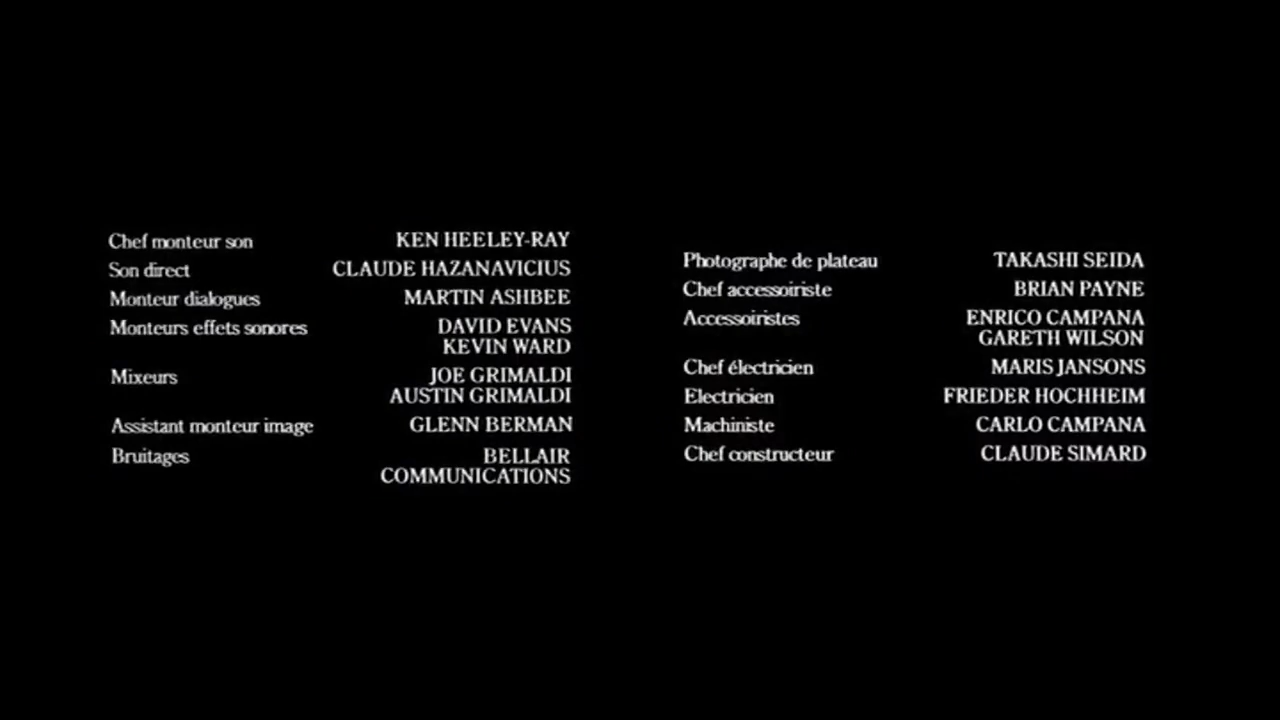 Chef monteur son KEN HEELEY-RAY
Son direct CLAUDE HAZANAVICIUS
Monteur dialogues MARTIN ASHBEE
Monteurs effets sonores DAVID EVANS
KEVIN WARD
Mixeurs JOE GRIMALDI
AUSTIN GRIMALDI
Assistant monteur image GLENN BERMAN
Bruitages BELLAIR
COMMUNICATIONS
Photographe de plateau TAKASHI SEIDA
Chef accessoiriste BRIAN PAYNE
Accessoiristes ENRICO CAMPANA
GARETH WILSON
Chef électricien MARIS JANSONS
Electricien FRIEDER HOCHHEIM
Machiniste CARLO CAMPANA
Chef constructeur CLAUDE SIMARD